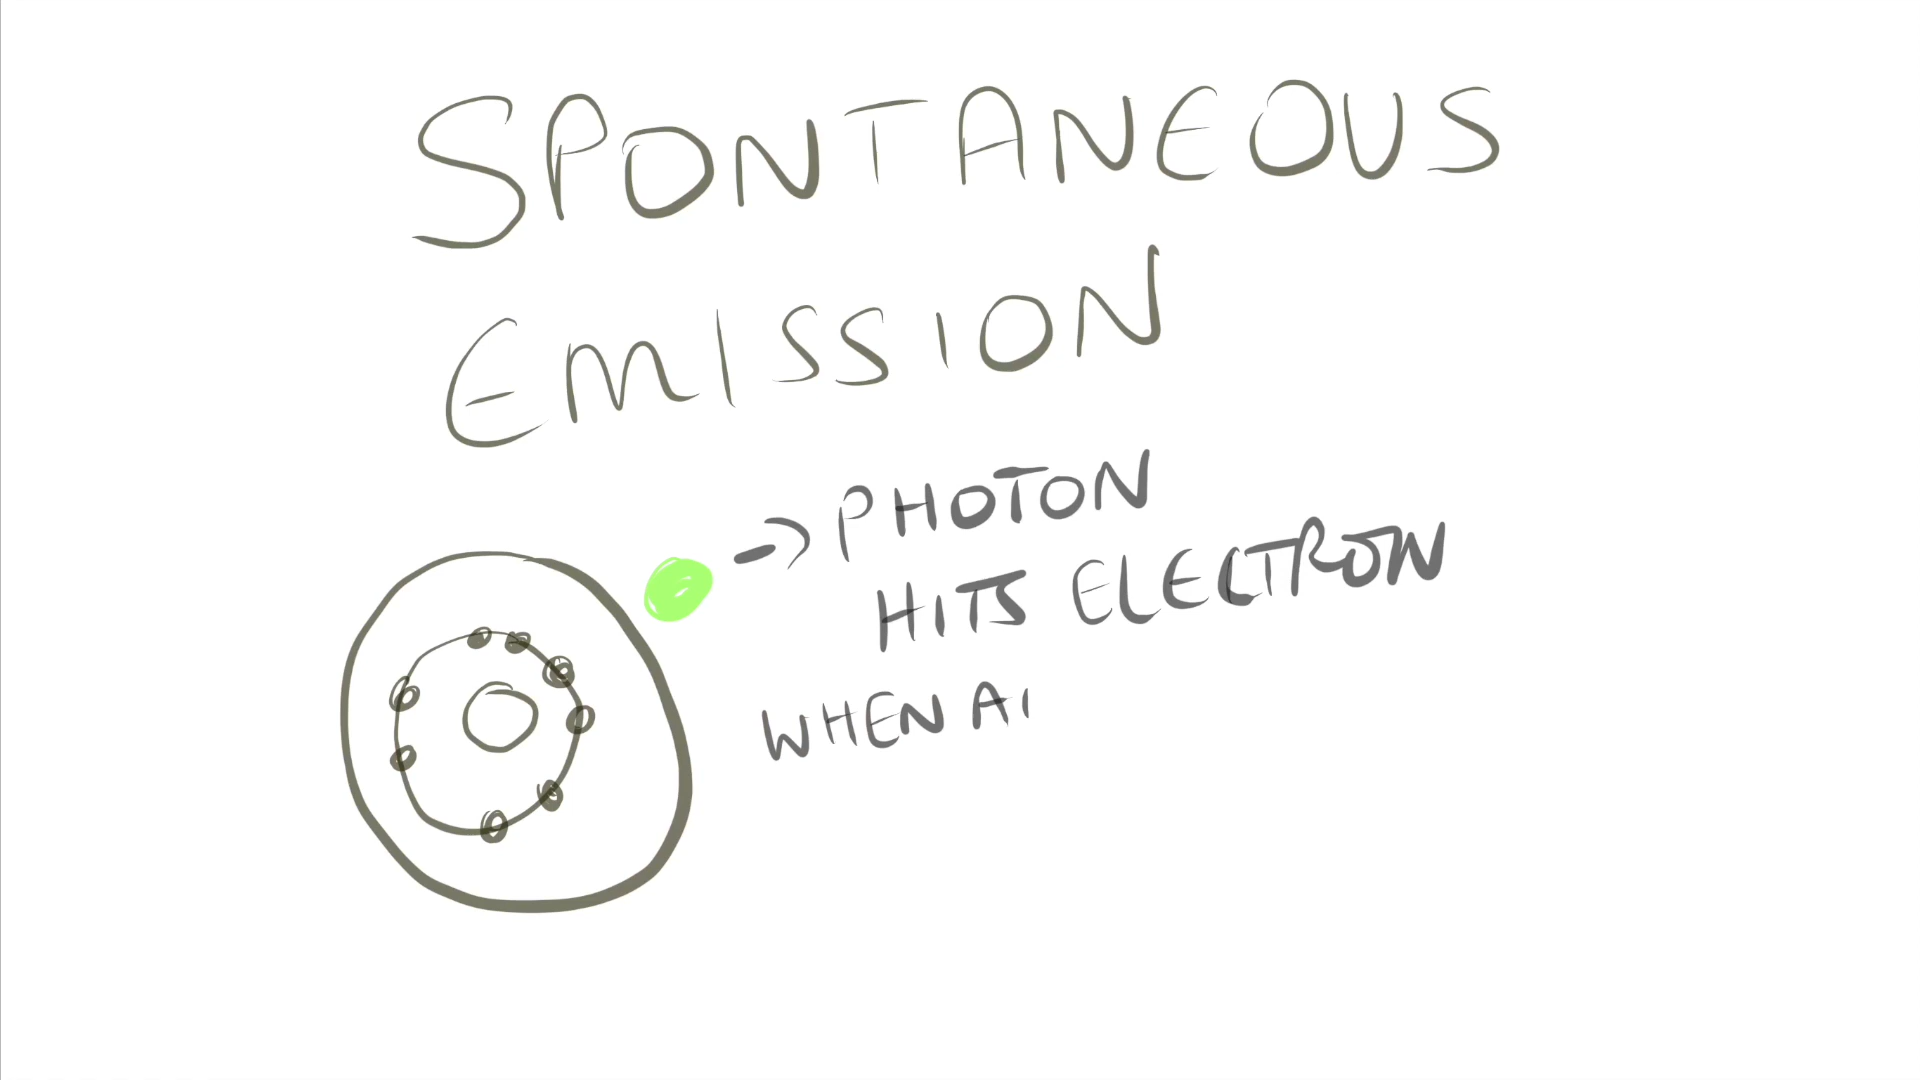 SPONTANEOUS
EMISSION
-> PHOTON
HITS ELECTRON
WHEN A